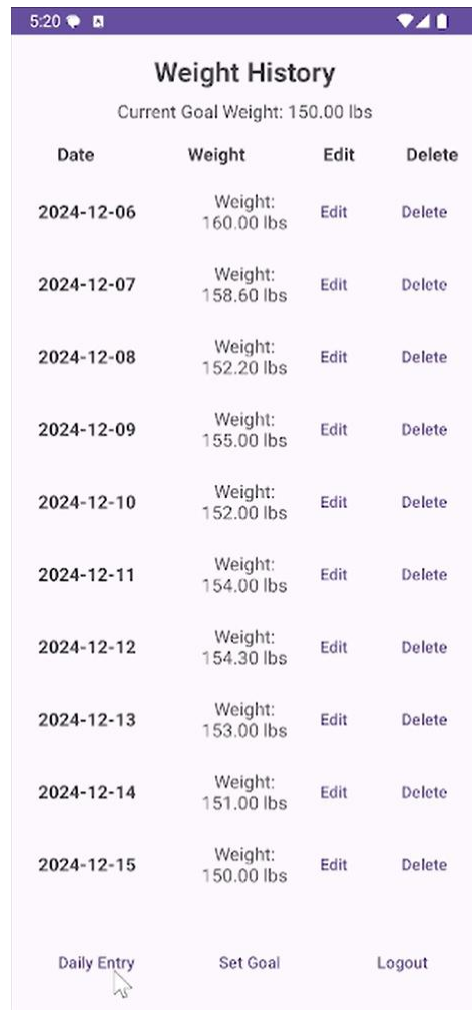 5:20
Weight History
Current Goal Weight: 150.00 lbs
Date Weight Edit Delete
2024-12-06 Weight: 160.00 lbs Edit Delete
2024-12-07 Weight: 158.60 lbs Edit Delete
2024-12-08 Weight: 152.20 lbs Edit Delete
2024-12-09 Weight: 155.00 lbs Edit Delete
2024-12-10 Weight: 152.00 lbs Edit Delete
2024-12-11 Weight: 154.00 lbs Edit Delete
2024-12-12 Weight: 154.30 lbs Edit Delete
2024-12-13 Weight: 153.00 lbs Edit Delete
2024-12-14 Weight: 151.00 lbs Edit Delete
2024-12-15 Weight: 150.00 lbs Edit Delete
Daily Entry Set Goal Logout